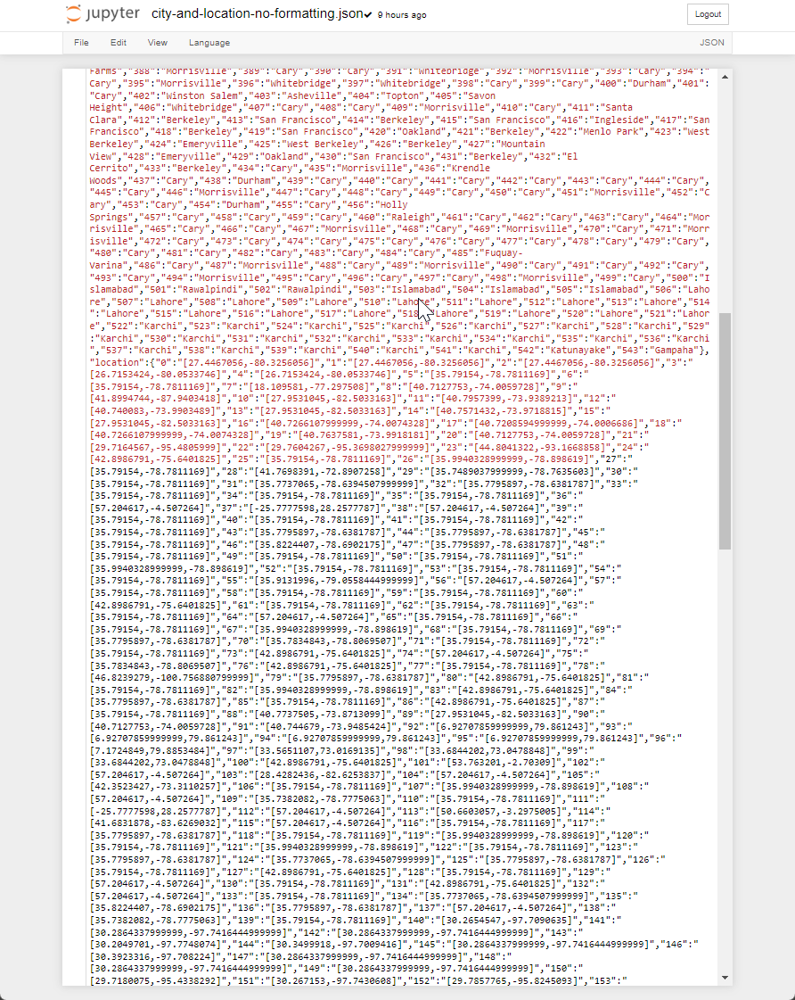 jupyter city-and-location-no-formatting.json✔ 9 hours ago
Logout
File Edit View Language JSON
Farms","388":"Morrisville","389":"Cary","390":"Cary","391":"Whitebridge","392":"Morrisville","393":"Cary","394":"
Cary","395":"Morrisville","396":"Whitebridge","397":"Whitebridge","398":"Cary","399":"Cary","400":"Durham","401":
"Cary","402":"Winston Salem","403":"Asheville","404":"Topton","405":"Savon
Height","406":"Whitebridge","407":"Cary","408":"Cary","409":"Morrisville","410":"Cary","411":"Santa
Clara","412":"Berkeley","413":"San Francisco","414":"Berkeley","415":"San Francisco","416":"Ingleside","417":"San
Francisco","418":"Berkeley","419":"San Francisco","420":"Oakland","421":"Berkeley","422":"Menlo Park","423":"West
Berkeley","424":"Emeryville","425":"West Berkeley","426":"Berkeley","427":"Mountain
View","428":"Emeryville","429":"Oakland","430":"San Francisco","431":"Berkeley","432":"El
Cerrito","433":"Berkeley","434":"Cary","435":"Morrisville","436":"Krendle
Woods","437":"Cary","438":"Durham","439":"Cary","440":"Cary","441":"Cary","442":"Cary","443":"Cary","444":"Cary",
"445":"Cary","446":"Morrisville","447":"Cary","448":"Cary","449":"Cary","450":"Cary","451":"Morrisville","452":"C
ary","453":"Cary","454":"Durham","455":"Cary","456":"Holly
Springs","457":"Cary","458":"Cary","459":"Cary","460":"Raleigh","461":"Cary","462":"Cary","463":"Cary","464":"Mor
risville","465":"Cary","466":"Cary","467":"Morrisville","468":"Cary","469":"Morrisville","470":"Cary","471":"Morr
isville","472":"Cary","473":"Cary","474":"Cary","475":"Cary","476":"Cary","477":"Cary","478":"Cary","479":"Cary",
"480":"Cary","481":"Cary","482":"Cary","483":"Cary","484":"Cary","485":"Fuquay-
Varina","486":"Cary","487":"Morrisville","488":"Cary","489":"Morrisville","490":"Cary","491":"Cary","492":"Cary",
"493":"Cary","494":"Morrisville","495":"Cary","496":"Cary","497":"Cary","498":"Morrisville","499":"Cary","500":"I
slamabad","501":"Rawalpindi","502":"Rawalpindi","503":"Islamabad","504":"Islamabad","505":"Islamabad","506":"Laho
re","507":"Lahore","508":"Lahore","509":"Lahore","510":"Lahore","511":"Lahore","512":"Lahore","513":"Lahore","514
":"Lahore","515":"Lahore","516":"Lahore","517":"Lahore","518":"Lahore","519":"Lahore","520":"Lahore","521":"Lahor
e","522":"Karchi","523":"Karchi","524":"Karchi","525":"Karchi","526":"Karchi","527":"Karchi","528":"Karchi","529"
:"Karchi","530":"Karchi","531":"Karchi","532":"Karchi","533":"Karchi","534":"Karchi","535":"Karchi","536":"Karchi
","537":"Karchi","538":"Karchi","539":"Karchi","540":"Karchi","541":"Karchi","542":"Katunayake","543":"Gampaha"},
"location":{"0":"[27.4467056,-80.3256056]","1":"[27.4467056,-80.3256056]","2":"[27.4467056,-80.3256056]","3":"
[26.7153424,-80.0533746]","4":"[26.7153424,-80.0533746]","5":"[35.79154,-78.7811169]","6":"
[35.79154,-78.7811169]","7":"[18.109581,-77.297508]","8":"[40.7127753,-74.0059728]","9":"
[41.8994744,-87.9403418]","10":"[27.9531045,-82.5033163]","11":"[40.7957399,-73.9389213]","12":"
[40.740083,-73.9903489]","13":"[27.9531045,-82.5033163]","14":"[40.7571432,-73.9718815]","15":"
[27.9531045,-82.5033163]","16":"[40.7266107999999,-74.0074328]","17":"[40.7208594999999,-74.0006686]","18":"
[40.7266107999999,-74.0074328]","19":"[40.7637581,-73.9918181]","20":"[40.7127753,-74.0059728]","21":"
[29.7164567,-95.4805999]","22":"[29.7604267,-95.3698027999999]","23":"[44.8041322,-93.1668858]","24":"
[42.8986791,-75.6401825]","25":"[35.79154,-78.7811169]","26":"[35.9940328999999,-78.898619]","27":"
[35.79154,-78.7811169]","28":"[41.7698391,-72.8907258]","29":"[35.7489037999999,-78.7635603]","30":"
[35.79154,-78.7811169]","31":"[35.7737065,-78.6394507999999]","32":"[35.7795897,-78.6381787]","33":"
[35.79154,-78.7811169]","34":"[35.79154,-78.7811169]","35":"[35.79154,-78.7811169]","36":"
[57.204617,-4.507264]","37":"[-25.7777598,28.2577787]","38":"[57.204617,-4.507264]","39":"
[35.79154,-78.7811169]","40":"[35.79154,-78.7811169]","41":"[35.79154,-78.7811169]","42":"
[35.79154,-78.7811169]","43":"[35.7795897,-78.6381787]","44":"[35.7795897,-78.6381787]","45":"
[35.79154,-78.7811169]","46":"[35.8224407,-78.6902175]","47":"[35.7795897,-78.6381787]","48":"
[35.79154,-78.7811169]","49":"[35.79154,-78.7811169]","50":"[35.79154,-78.7811169]","51":"
[35.9940328999999,-78.898619]","52":"[35.79154,-78.7811169]","53":"[35.79154,-78.7811169]","54":"
[35.79154,-78.7811169]","55":"[35.9131996,-79.0558444999999]","56":"[57.204617,-4.507264]","57":"
[35.79154,-78.7811169]","58":"[35.79154,-78.7811169]","59":"[35.79154,-78.7811169]","60":"
[42.8986791,-75.6401825]","61":"[35.79154,-78.7811169]","62":"[35.79154,-78.7811169]","63":"
[35.79154,-78.7811169]","64":"[57.204617,-4.507264]","65":"[35.79154,-78.7811169]","66":"
[35.79154,-78.7811169]","67":"[35.9940328999999,-78.898619]","68":"[35.79154,-78.7811169]","69":"
[35.7795897,-78.6381787]","70":"[35.7834843,-78.8069507]","71":"[35.79154,-78.7811169]","72":"
[35.79154,-78.7811169]","73":"[42.8986791,-75.6401825]","74":"[57.204617,-4.507264]","75":"
[35.7834843,-78.8069507]","76":"[42.8986791,-75.6401825]","77":"[35.79154,-78.7811169]","78":"
[46.8239279,-100.756880799999]","79":"[35.7795897,-78.6381787]","80":"[42.8986791,-75.6401825]","81":"
[35.79154,-78.7811169]","82":"[35.9940328999999,-78.898619]","83":"[42.8986791,-75.6401825]","84":"
[35.7795897,-78.6381787]","85":"[35.79154,-78.7811169]","86":"[42.8986791,-75.6401825]","87":"
[35.79154,-78.7811169]","88":"[40.7737505,-73.8713099]","89":"[27.9531045,-82.5033163]","90":"
[40.7127753,-74.0059728]","91":"[40.744679,-73.9485424]","92":"[6.92707859999999,79.861243]","93":"
[6.92707859999999,79.861243]","94":"[6.92707859999999,79.861243]","95":"[6.92707859999999,79.861243]","96":"
[7.1724849,79.8853484]","97":"[33.5651107,73.0169135]","98":"[33.6844202,73.0478848]","99":"
[33.6844202,73.0478848]","100":"[42.8986791,-75.6401825]","101":"[53.763201,-2.70309]","102":"
[57.204617,-4.507264]","103":"[28.4282436,-82.6253837]","104":"[57.204617,-4.507264]","105":"
[42.3523427,-73.3110257]","106":"[35.79154,-78.7811169]","107":"[35.9940328999999,-78.898619]","108":"
[57.204617,-4.507264]","109":"[35.7382082,-78.7775063]","110":"[35.79154,-78.7811169]","111":"
[-25.7777598,28.2577787]","112":"[57.204617,-4.507264]","113":"[50.6603057,-3.2975005]","114":"
[41.6831878,-83.6269032]","115":"[57.204617,-4.507264]","116":"[35.79154,-78.7811169]","117":"
[35.7795897,-78.6381787]","118":"[35.79154,-78.7811169]","119":"[35.9940328999999,-78.898619]","120":"
[35.79154,-78.7811169]","121":"[35.9940328999999,-78.898619]","122":"[35.79154,-78.7811169]","123":"
[35.7795897,-78.6381787]","124":"[35.7737065,-78.6394507999999]","125":"[35.7795897,-78.6381787]","126":"
[35.79154,-78.7811169]","127":"[42.8986791,-75.6401825]","128":"[35.79154,-78.7811169]","129":"
[57.204617,-4.507264]","130":"[35.79154,-78.7811169]","131":"[42.8986791,-75.6401825]","132":"
[57.204617,-4.507264]","133":"[35.79154,-78.7811169]","134":"[35.7737065,-78.6394507999999]","135":"
[35.8224407,-78.6902175]","136":"[35.7795897,-78.6381787]","137":"[57.204617,-4.507264]","138":"
[35.7382082,-78.7775063]","139":"[35.79154,-78.7811169]","140":"[30.2654547,-97.7090635]","141":"
[30.2864337999999,-97.7416444999999]","142":"[30.2864337999999,-97.7416444999999]","143":"
[30.2049701,-97.7748074]","144":"[30.3499918,-97.7009416]","145":"[30.2864337999999,-97.7416444999999]","146":"
[30.3923316,-97.708224]","147":"[30.2864337999999,-97.7416444999999]","148":"
[30.2864337999999,-97.7416444999999]","149":"[30.2864337999999,-97.7416444999999]","150":"
[29.7180075,-95.4338292]","151":"[30.267153,-97.7430608]","152":"[29.7857765,-95.8245093]","153":"